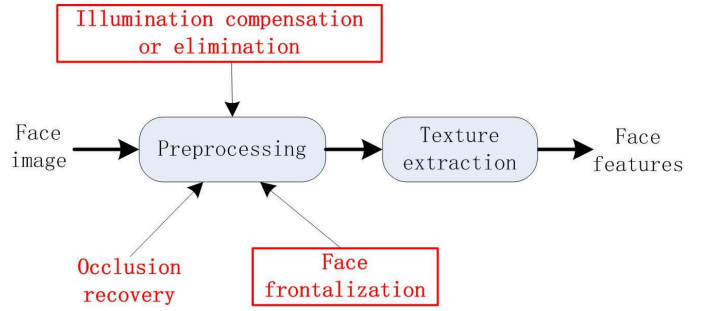 Illumination compensation
or elimination
Face
image
Preprocessing
Texture
extraction
Face
features
Occlusion
recovery
Face
frontalization